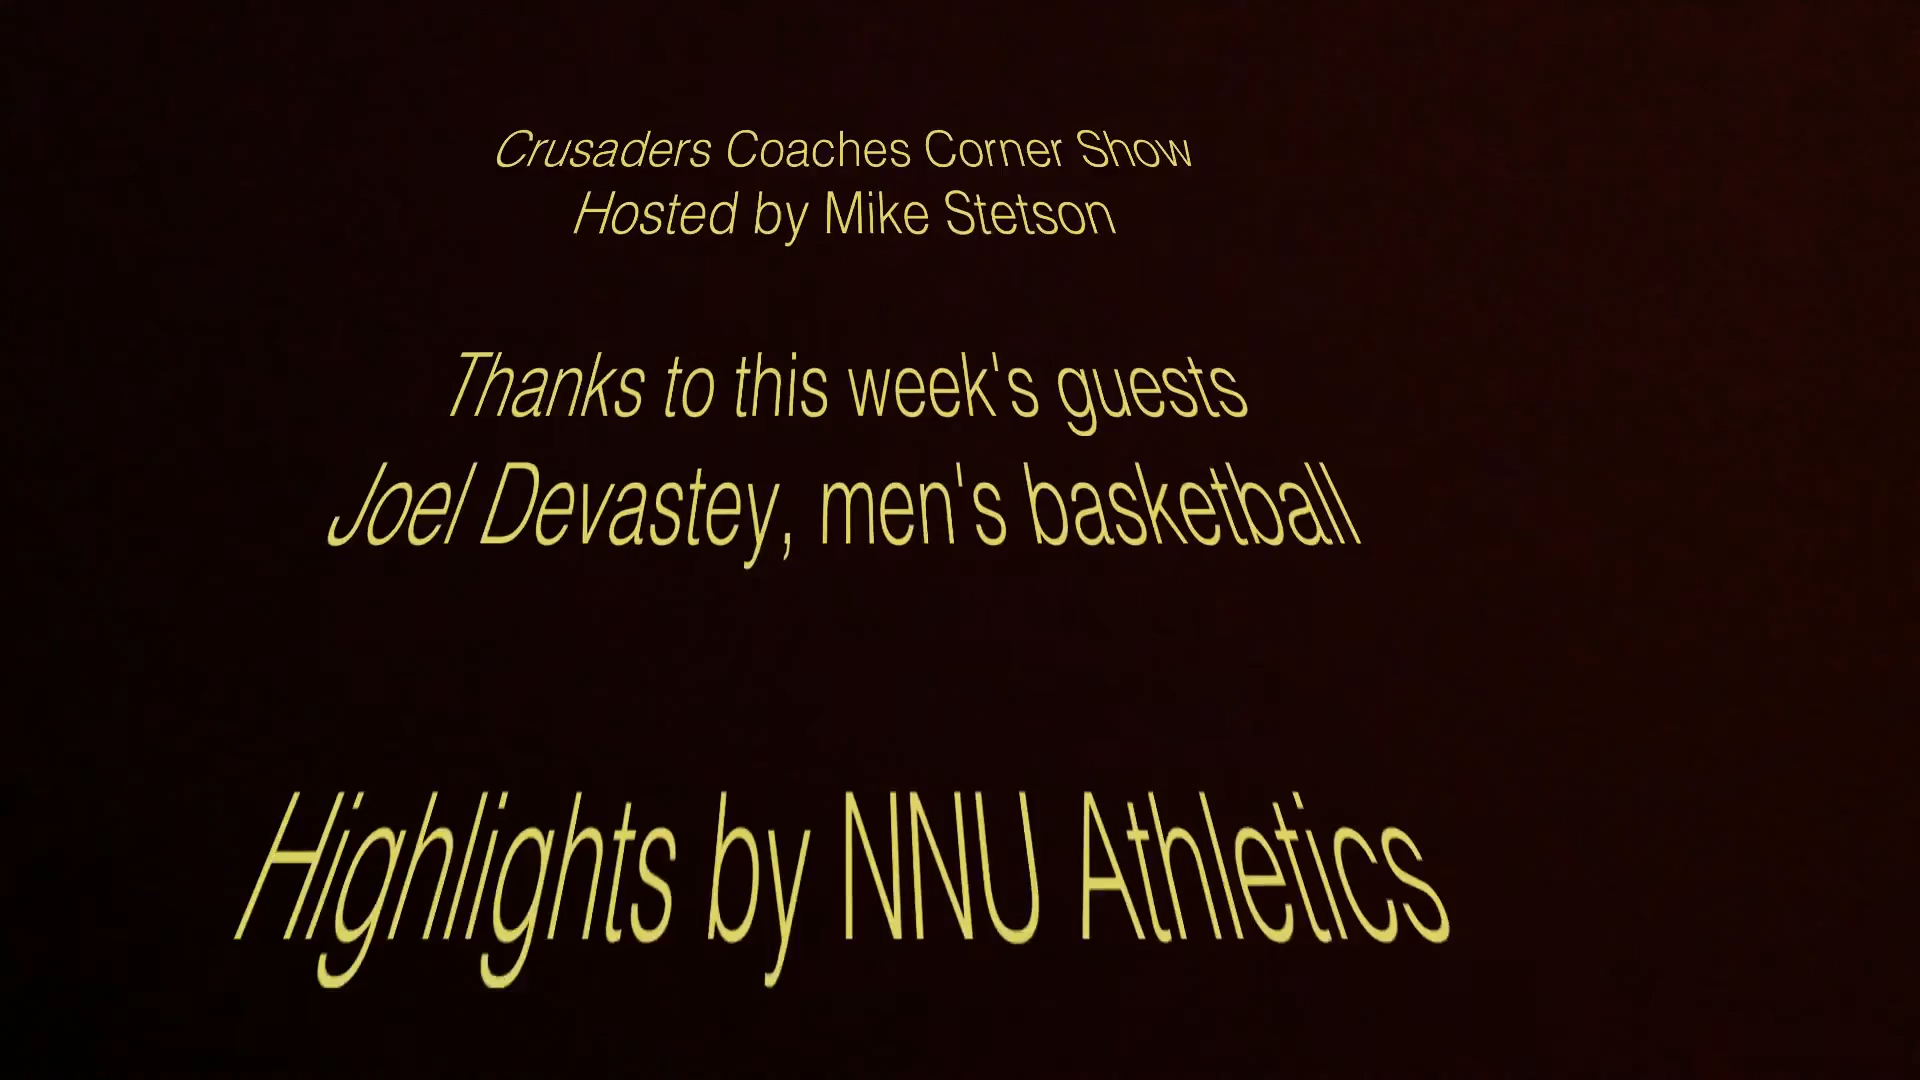 Crusaders Coaches Corner Show
Hosted by Mike Stetson
Thanks to this week's guests
Joel Devastey, men's basketball
Highlights by NNU Athletics